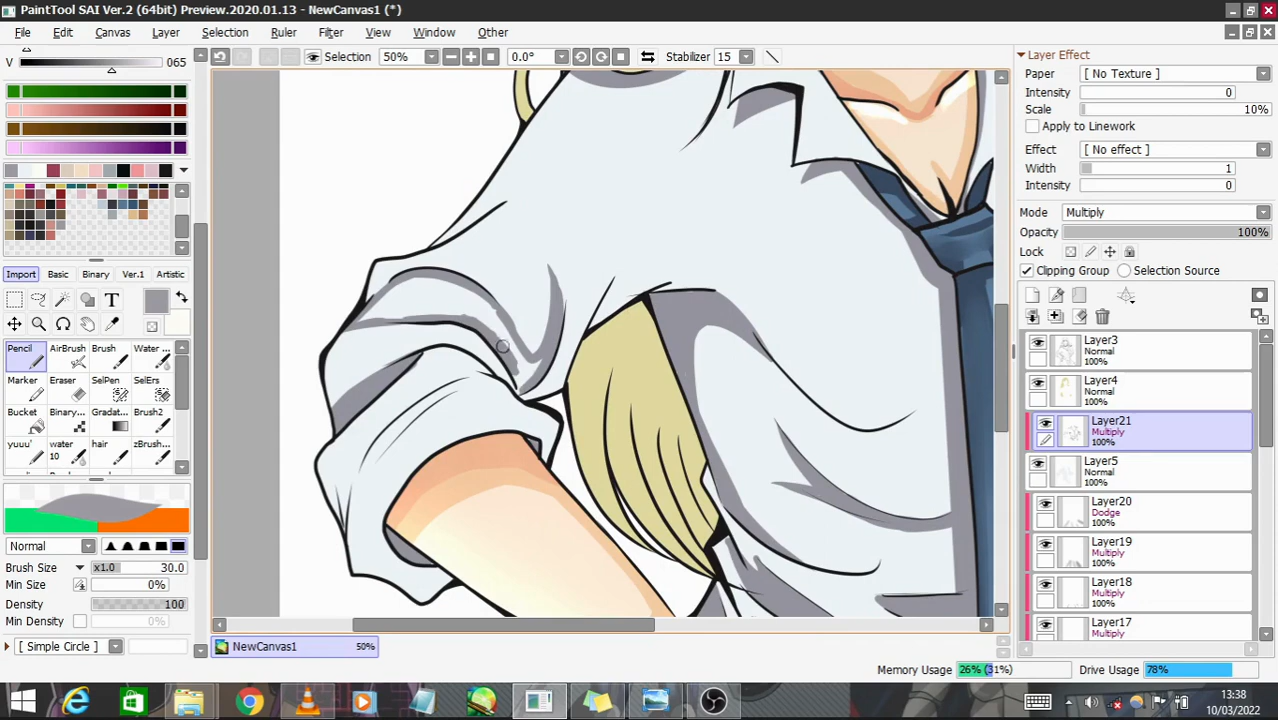 PaintTool SAI Ver.2 (64bit) Preview.2020.01.13 - NewCanvas1 (*)
File Edit Canvas Layer Selection Ruler Filter View Window Other
V 065
Selection 50% 0.0° Stabilizer 15
Layer Effect
Paper [ No Texture ]
Intensity 0
Scale 10%
Apply to Linework
Effect [ No effect ]
Width 1
Intensity 0
Mode Multiply
Opacity 100%
Lock
Clipping Group Selection Source
Import Basic Binary Ver.1 Artistic
T
Pencil AirBrush Brush Water ..
Marker Eraser SelPen SelErs
Bucket Binary... Gradat... Brush2
yuuu' water 10 hair zBrush...
Normal
Brush Size x1.0 30.0
Min Size 0%
Density 100
Min Density 0%
[ Simple Circle ]
Layer3
Normal
100%
Layer4
Normal
100%
Layer21
Multiply
100%
Layer5
Normal
100%
Layer20
Dodge
100%
Layer19
Multiply
100%
Layer18
Multiply
100%
Layer17
Multiply
NewCanvas1 50%
Memory Usage 26% (31%) Drive Usage 78%
13:38
10/03/2022